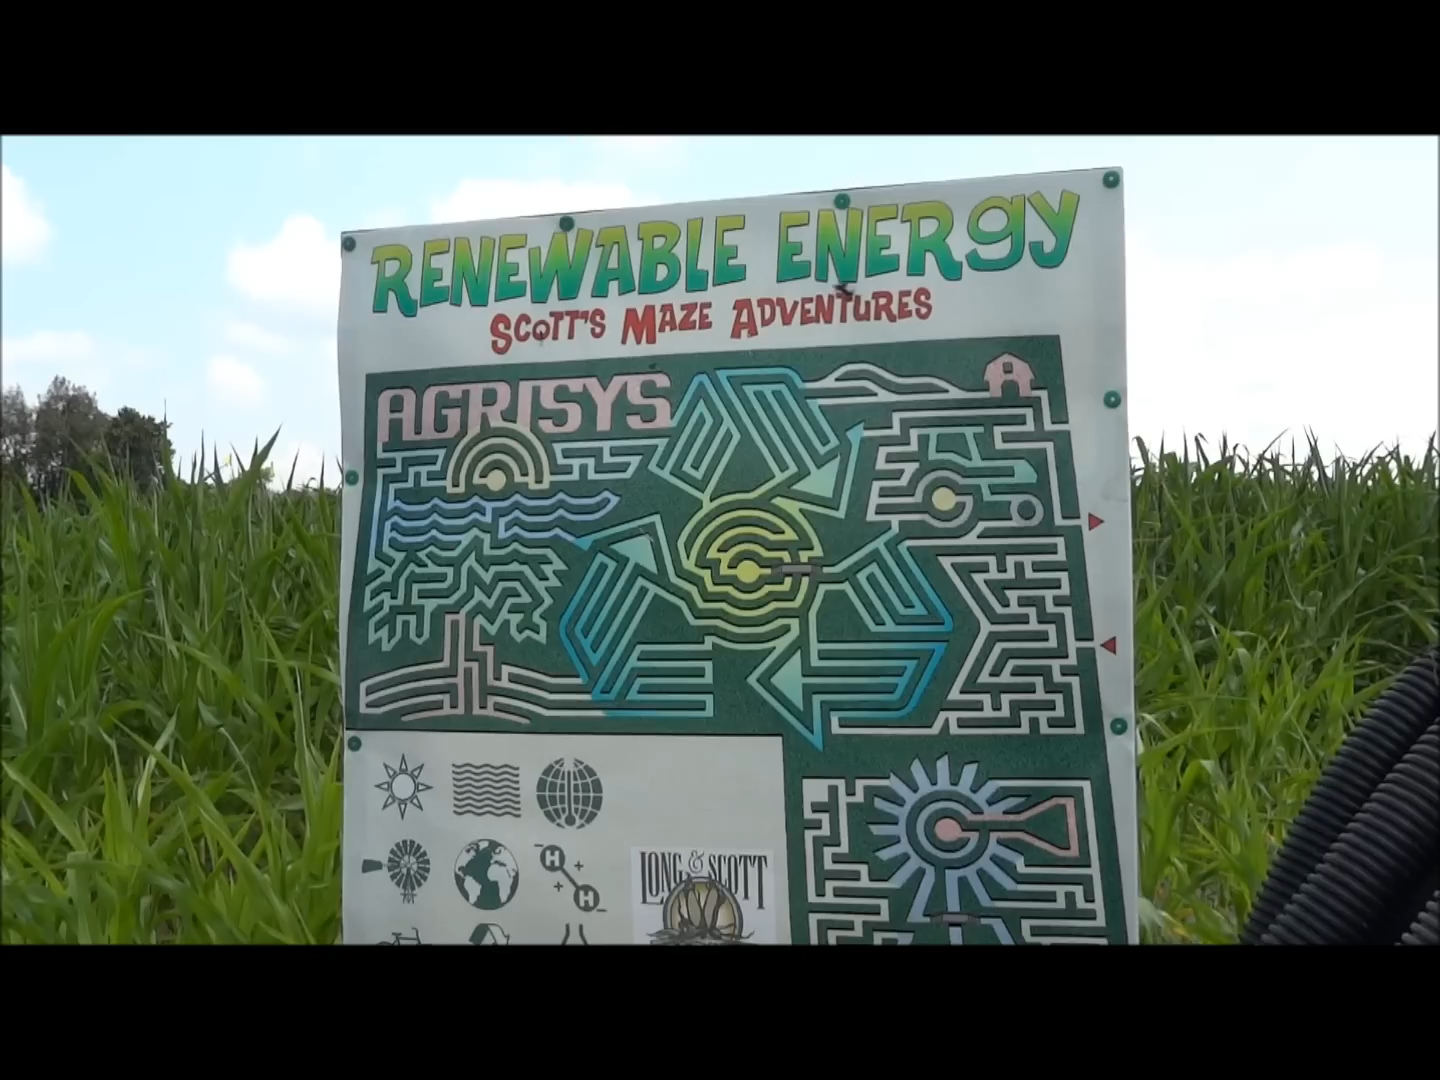 RENEWABLE ENERGY
SCOTT'S MAZE ADVENTURES
AGRISYS
LONG & SCOTT
H
H